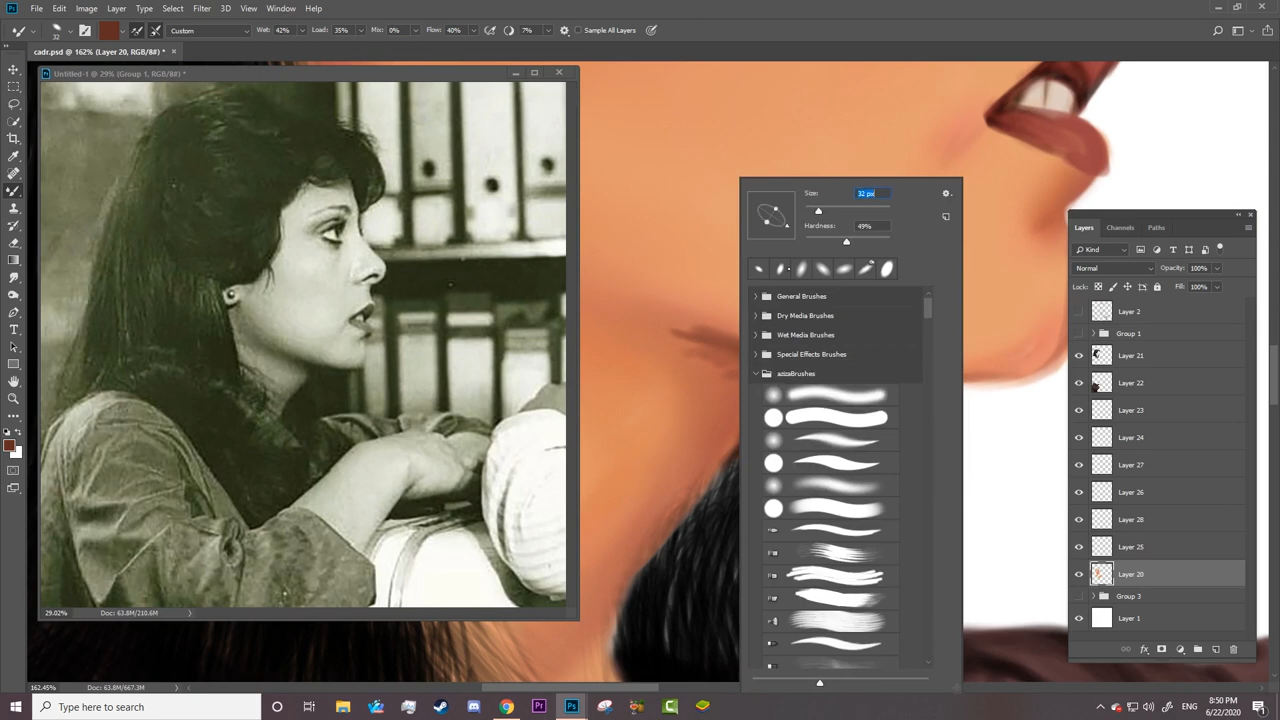 File Edit Image Layer Type Select Filter 3D View Window Help
32 Custom Wet: 42% Load: 35% Mix: 0% Flow: 40% 7% Sample All Layers
cadr.psd @ 162% (Layer 20, RGB/8#) * ×
Untitled-1 @ 29% (Group 1, RGB/8#) *
Size: 32 px
Hardness: 49%
General Brushes
Dry Media Brushes
Wet Media Brushes
Special Effects Brushes
azizaBrushes
Layers Channels Paths
Kind
Normal Opacity: 100%
Lock: Fill: 100%
Layer 2
Group 1
Layer 21
Layer 22
Layer 23
Layer 24
Layer 27
Layer 26
Layer 28
Layer 25
Layer 20
Group 3
Layer 1
fx
29.02% Doc: 63.8M/210.6M
162.45% Doc: 63.8M/667.3M
Type here to search
Pr Ps
ENG 8:50 PM
6/22/2020